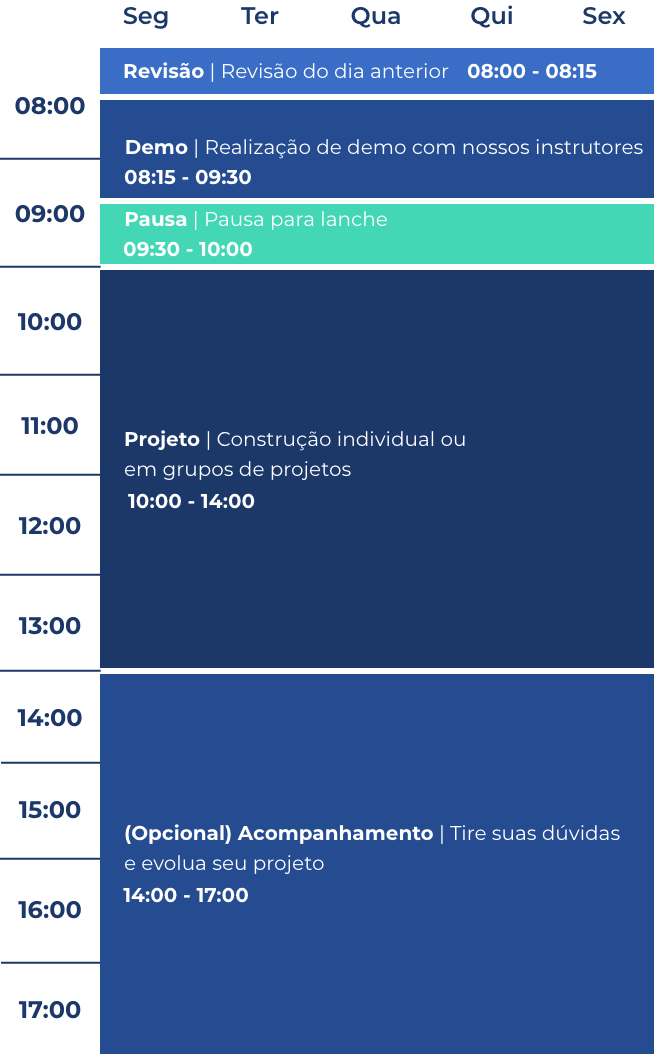 Seg Ter Qua Qui Sex
Revisão | Revisão do dia anterior 08:00 - 08:15
08:00
Demo | Realização de demo com nossos instrutores
08:15 - 09:30
09:00
Pausa | Pausa para lanche
09:30 - 10:00
10:00
11:00
Projeto | Construção individual ou
em grupos de projetos
10:00 - 14:00
12:00
13:00
14:00
15:00
(Opcional) Acompanhamento | Tire suas dúvidas
e evolua seu projeto
14:00 - 17:00
16:00
17:00